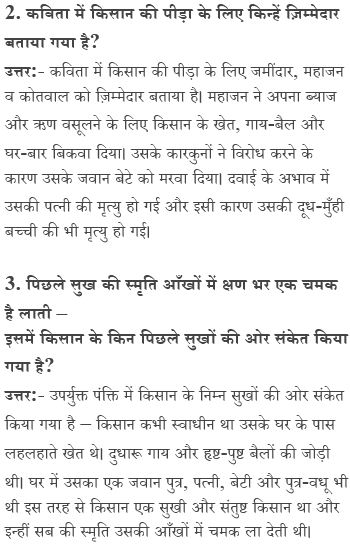 2. कविता में किसान की पीड़ा के लिए किन्हें ज़िम्मेदार
बताया गया है?
उत्तर:- कविता में किसान की पीड़ा के लिए जमींदार, महाजन
व कोतवाल को ज़िम्मेदार बताया है। महाजन ने अपना ब्याज
और ऋण वसूलने के लिए किसान के खेत, गाय-बैल और
घर-बार बिकवा दिया। उसके कारकुनों ने विरोध करने के
कारण उसके जवान बेटे को मरवा दिया। दवाई के अभाव में
उसकी पत्नी की मृत्यु हो गई और इसी कारण उसकी दूध-मुँही
बच्ची की भी मृत्यु हो गई।
3. पिछले सुख की स्मृति आँखों में क्षण भर एक चमक
है लाती –
इसमें किसान के किन पिछले सुखों की ओर संकेत किया
गया है?
उत्तर:- उपर्युक्त पंक्ति में किसान के निम्न सुखों की ओर संकेत
किया गया है – किसान कभी स्वाधीन था उसके घर के पास
लहलहाते खेत थे। दुधारू गाय और हृष्ट-पुष्ट बैलों की जोड़ी
थी। घर में उसका एक जवान पुत्र, पत्नी, बेटी और पुत्र-वधू भी
थी इस तरह से किसान एक सुखी और संतुष्ट किसान था और
इन्हीं सब की स्मृति उसकी आँखों में चमक ला देती थी।